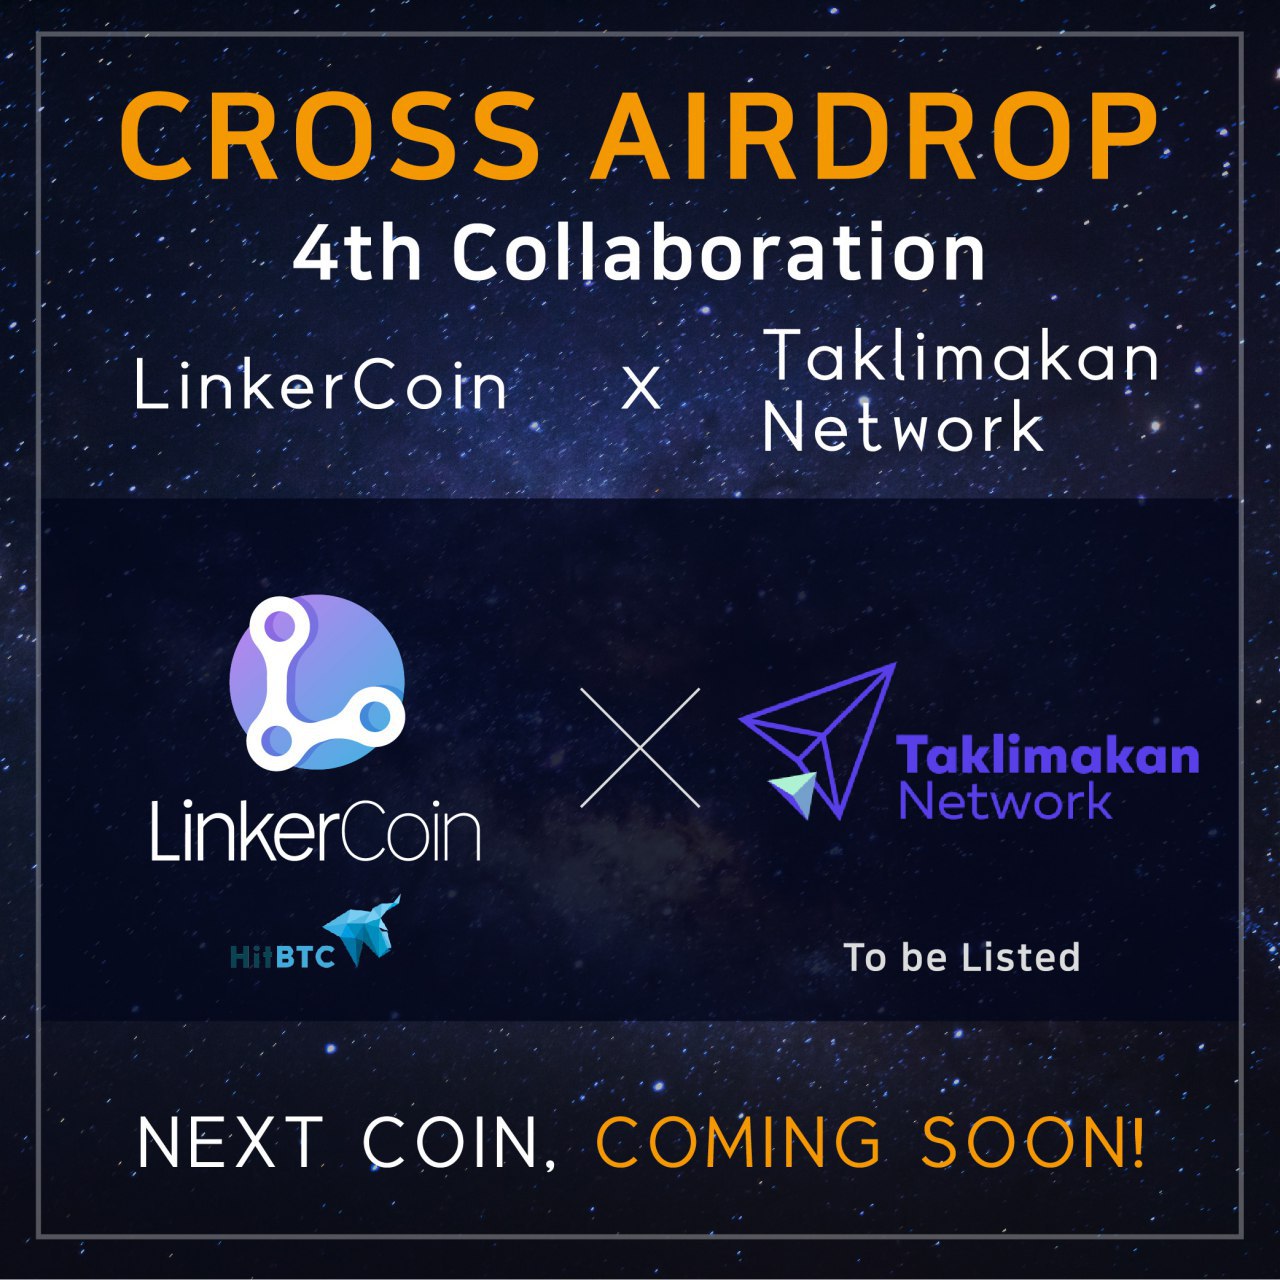 CROSS AIRDROP
4th Collaboration
LinkerCoin x Taklimakan
Network
LinkerCoin
Taklimakan
Network
HitBTC
To be Listed
NEXT COIN, COMING SOON!